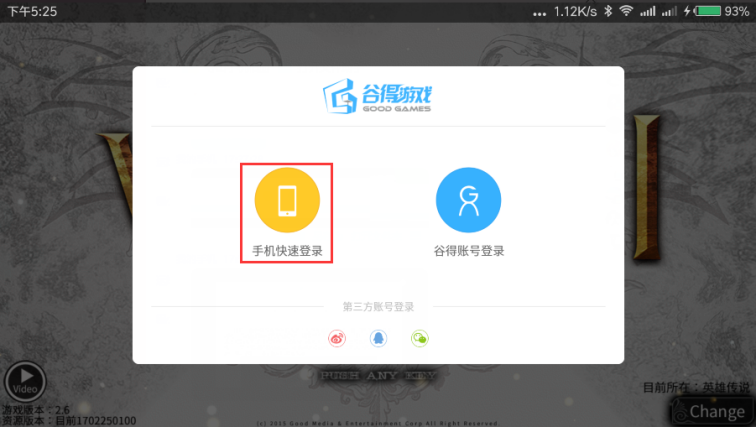 下午5:25
... 1.12K/s 93%
谷得游戏
GOOD GAMES
手机快速登录
谷得账号登录
第三方账号登录
PUSH ANY KEY
Video
目前所在：英雄传说
游戏版本：2.6
资源版本：目前1702250100
Change
(c) 2015 Good Media & Entertainment Corp All Rights Reserved.